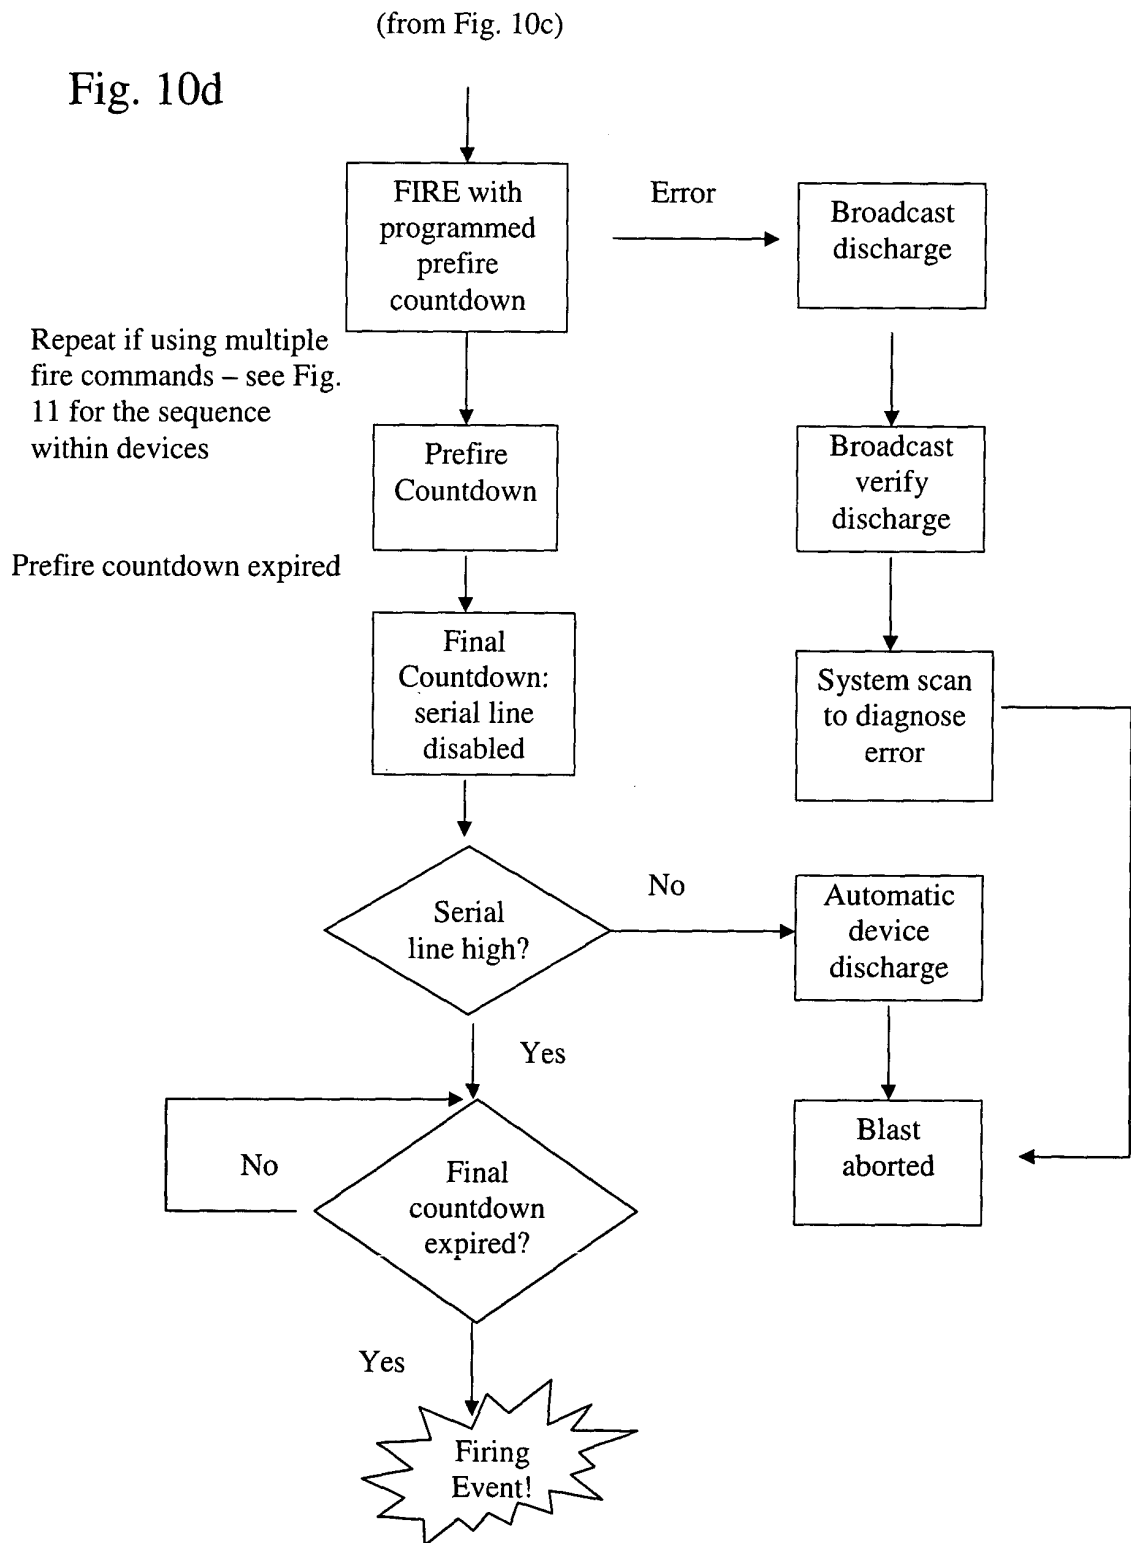 (from Fig. 10c)
Fig. 10d
FIRE with
programmed
prefire
countdown
Error
Broadcast
discharge
Repeat if using multiple
fire commands – see Fig.
11 for the sequence
within devices
Prefire
Countdown
Broadcast
verify
discharge
Prefire countdown expired
Final
Countdown:
serial line
disabled
System scan
to diagnose
error
Serial
line high?
No
Automatic
device
discharge
Yes
Blast
aborted
No
Final
countdown
expired?
Yes
Firing
Event!